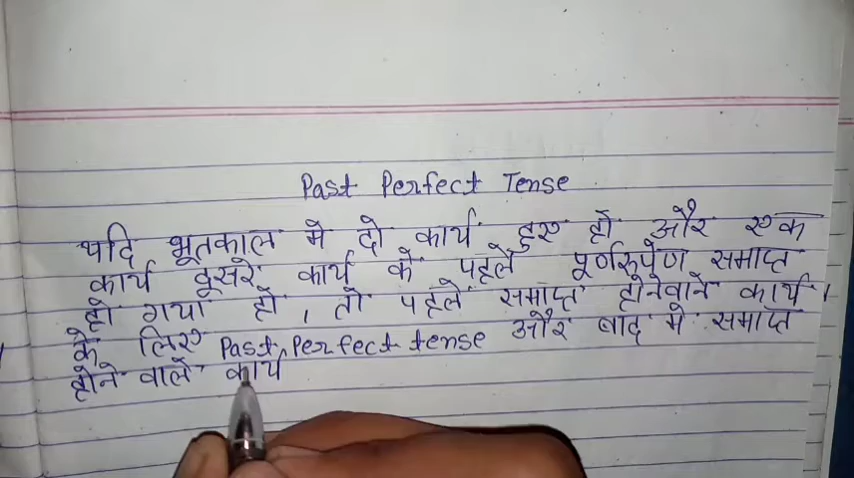 Past Perfect Tense
यदि भूतकाल मे दो कार्य हुए हो और एक
कार्य दूसरे कार्य के पहले पूर्णरुपेण समाप्त
हो गया हो, तो पहले समाप्त होनेवाने कार्य
के लिए Past Perfect tense और बाद मे समाप्त
होने वाले कार्य